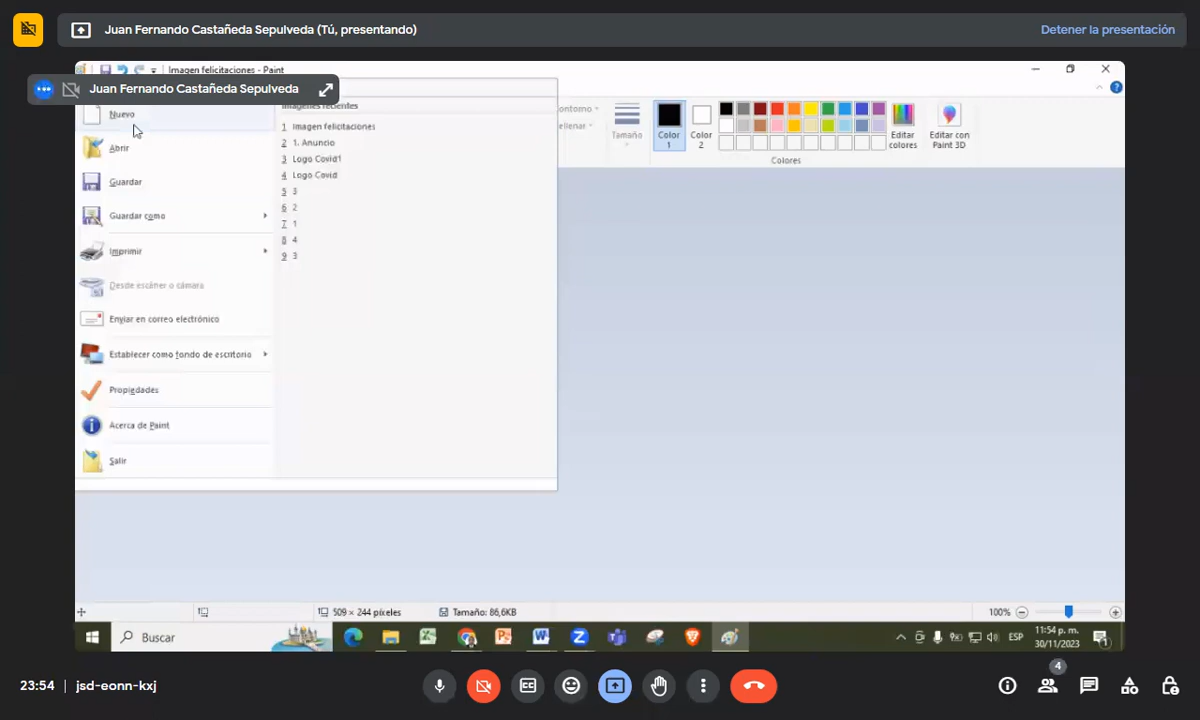 Juan Fernando Castañeda Sepulveda (Tú, presentando)
Detener la presentación
Imagen felicitaciones - Paint
Juan Fernando Castañeda Sepulveda
Imágenes recientes
Nuevo
1 Imagen felicitaciones
Abrir
2 1. Anuncio
3 Logo Covid1
Guardar
4 Logo Covid
5 3
Guardar como
6 2
7 1
Imprimir
8 4
9 3
Desde escáner o cámara
Enviar en correo electrónico
Establecer como fondo de escritorio
Propiedades
Acerca de Paint
Salir
ontorno
ellenar
Tamaño
Color 1
Color 2
Editar colores
Editar con Paint 3D
Colores
509 × 244 píxeles
Tamaño: 86,6KB
100%
Buscar
ESP
11:54 p. m.
30/11/2023
1
23:54 | jsd-eonn-kxj
4